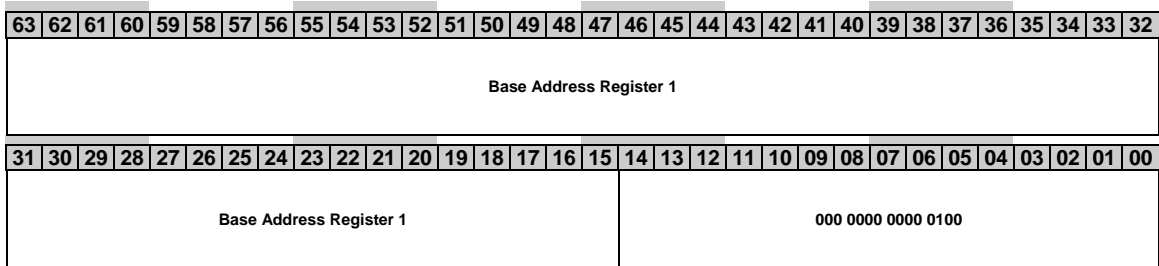 63 62 61 60 59 58 57 56 55 54 53 52 51 50 49 48 47 46 45 44 43 42 41 40 39 38 37 36 35 34 33 32
Base Address Register 1
31 30 29 28 27 26 25 24 23 22 21 20 19 18 17 16 15 14 13 12 11 10 09 08 07 06 05 04 03 02 01 00
Base Address Register 1 000 0000 0000 0100